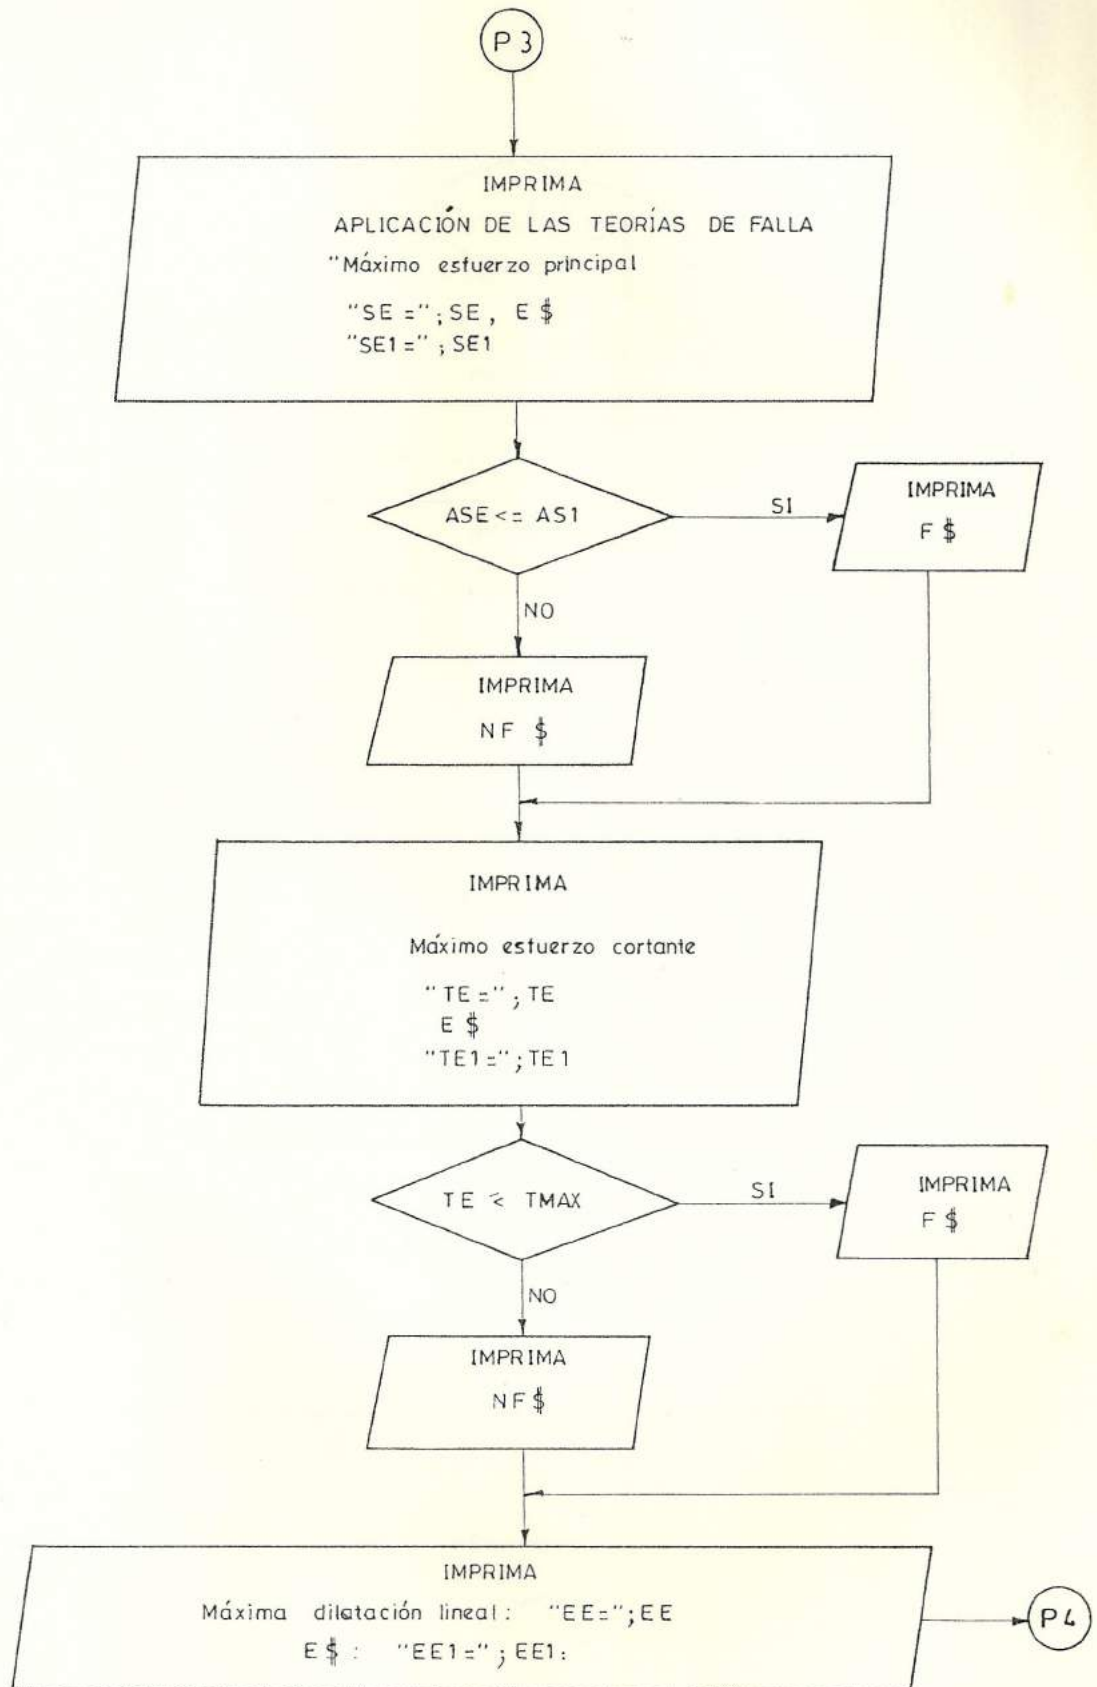 P3
IMPRIMA
APLICACIÓN DE LAS TEORÍAS DE FALLA
"Máximo esfuerzo principal
"SE=";SE, E$
"SE1=";SE1
ASE<= AS1
SI
IMPRIMA
F$
NO
IMPRIMA
NF $
IMPRIMA
Máximo esfuerzo cortante
"TE=";TE
E $
"TE1=";TE1
TE < TMAX
SI
IMPRIMA
F$
NO
IMPRIMA
NF$
IMPRIMA
Máxima dilatación lineal: "EE=";EE
E$: "EE1=";EE1:
P4